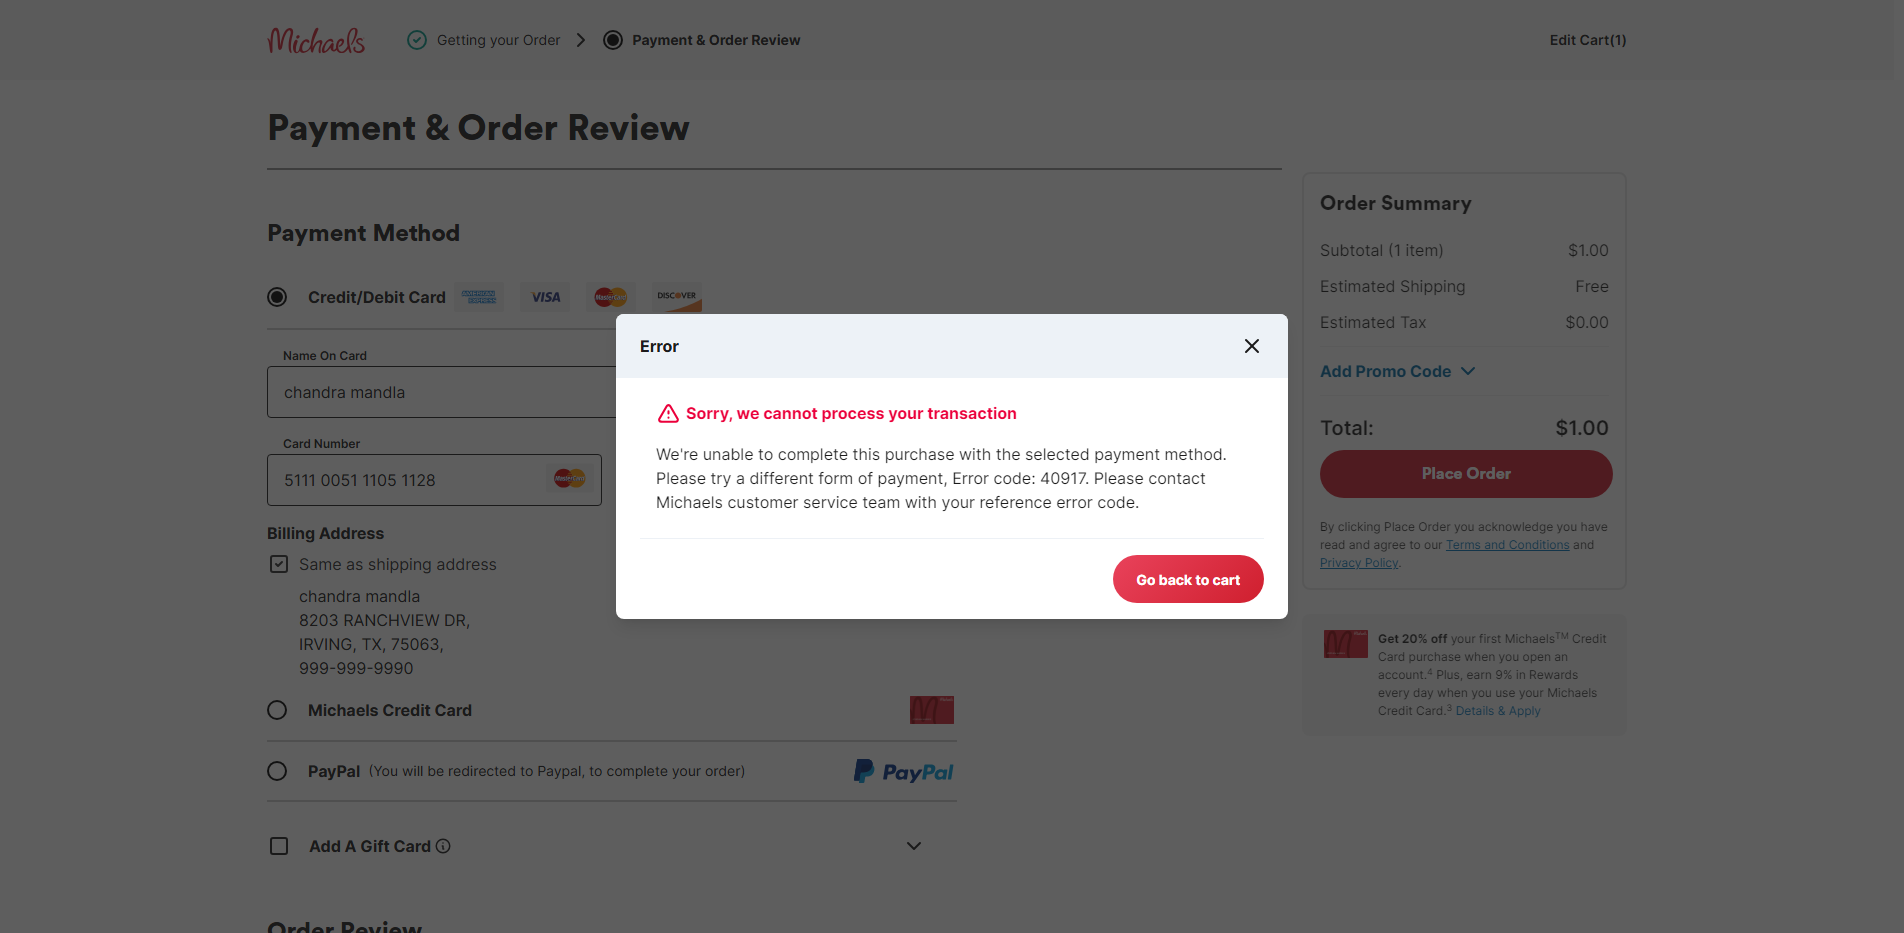 Michaels
Getting your Order
Payment & Order Review
Edit Cart(1)
Payment & Order Review
Payment Method
Credit/Debit Card
AMERICAN EXPRESS
VISA
MasterCard
DISCOVER
Name On Card
chandra mandla
Card Number
5111 0051 1105 1128
MasterCard
Billing Address
Same as shipping address
chandra mandla
8203 RANCHVIEW DR,
IRVING, TX, 75063,
999-999-9990
Michaels Credit Card
PayPal (You will be redirected to Paypal, to complete your order)
PayPal
Add A Gift Card
Order Review
Error
Sorry, we cannot process your transaction
We're unable to complete this purchase with the selected payment method.
Please try a different form of payment, Error code: 40917. Please contact
Michaels customer service team with your reference error code.
Go back to cart
Order Summary
Subtotal (1 item) $1.00
Estimated Shipping Free
Estimated Tax $0.00
Add Promo Code
Total: $1.00
Place Order
By clicking Place Order you acknowledge you have
read and agree to our Terms and Conditions and
Privacy Policy.
Get 20% off your first Michaels™ Credit
Card purchase when you open an
account.⁴ Plus, earn 9% in Rewards
every day when you use your Michaels
Credit Card.³ Details & Apply